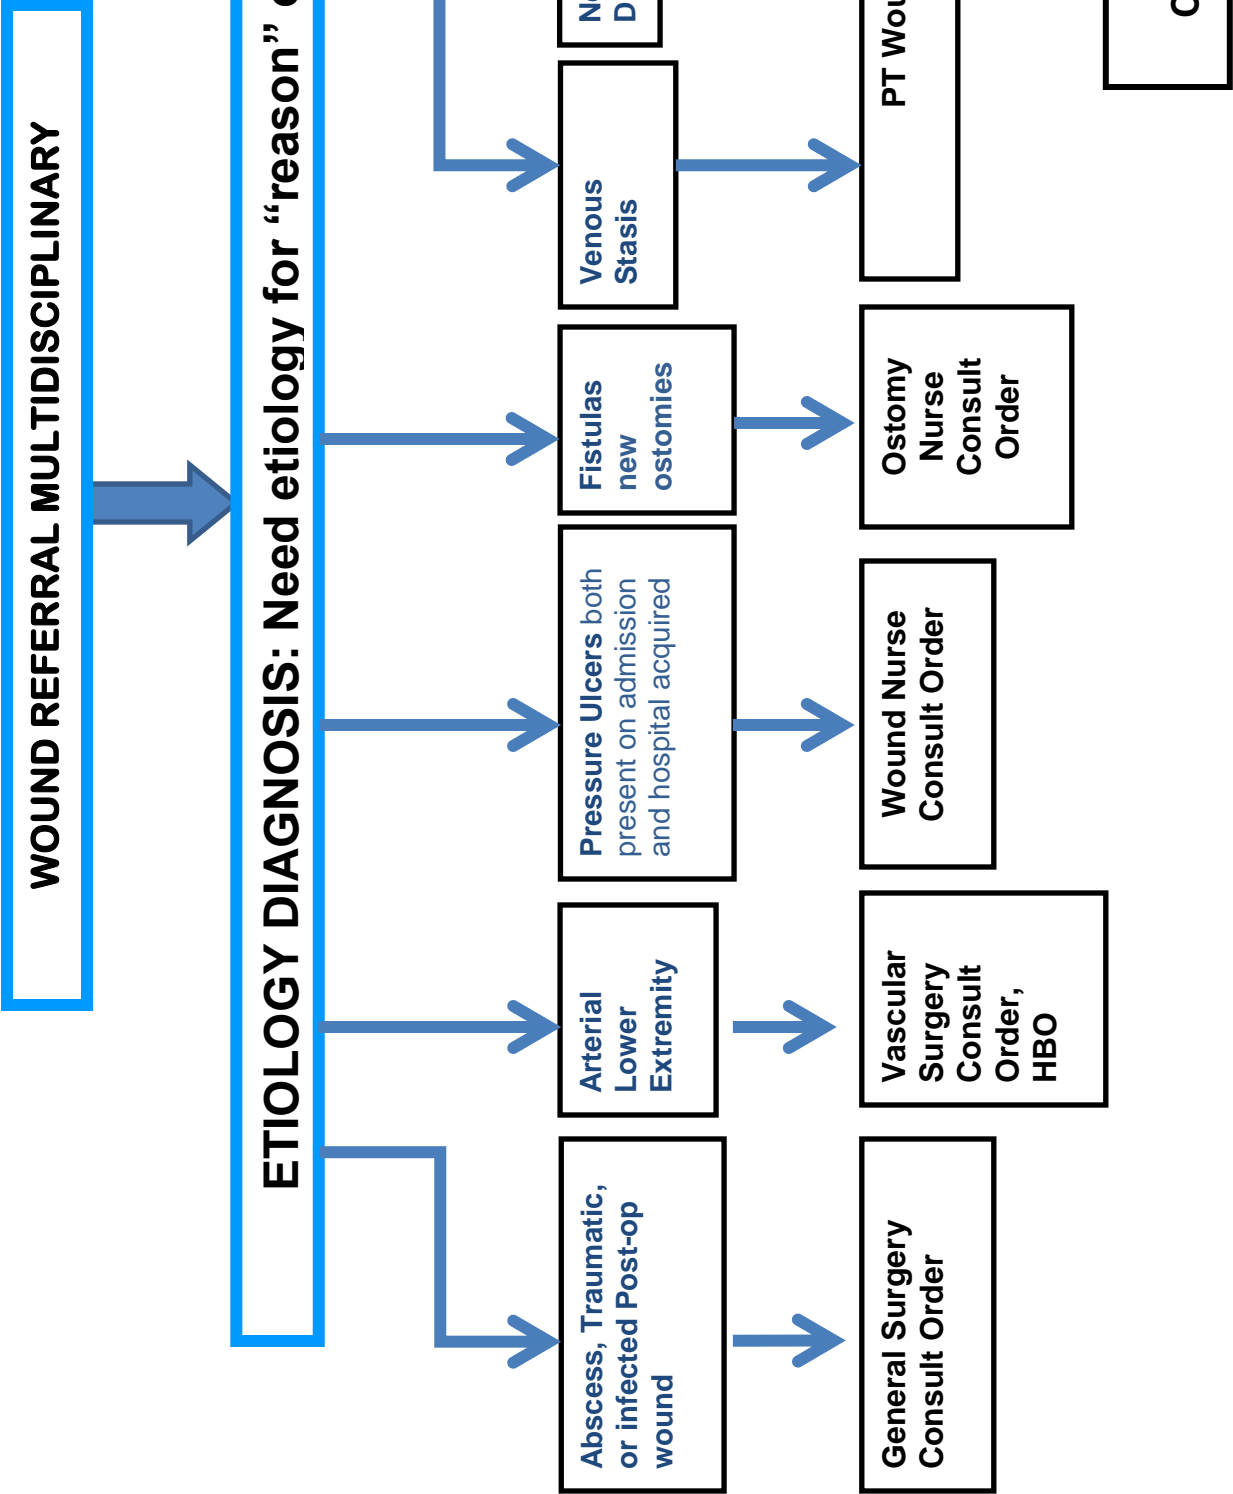 WOUND REFERRAL MULTIDISCIPLINARY
ETIOLOGY DIAGNOSIS: Need etiology for “reason”
Abscess, Traumatic,
or infected Post-op
wound
Arterial
Lower
Extremity
Pressure Ulcers both
present on admission
and hospital acquired
Fistulas
new
ostomies
Venous
Stasis
General Surgery
Consult Order
Vascular
Surgery
Consult
Order,
HBO
Wound Nurse
Consult Order
Ostomy
Nurse
Consult
Order
PT